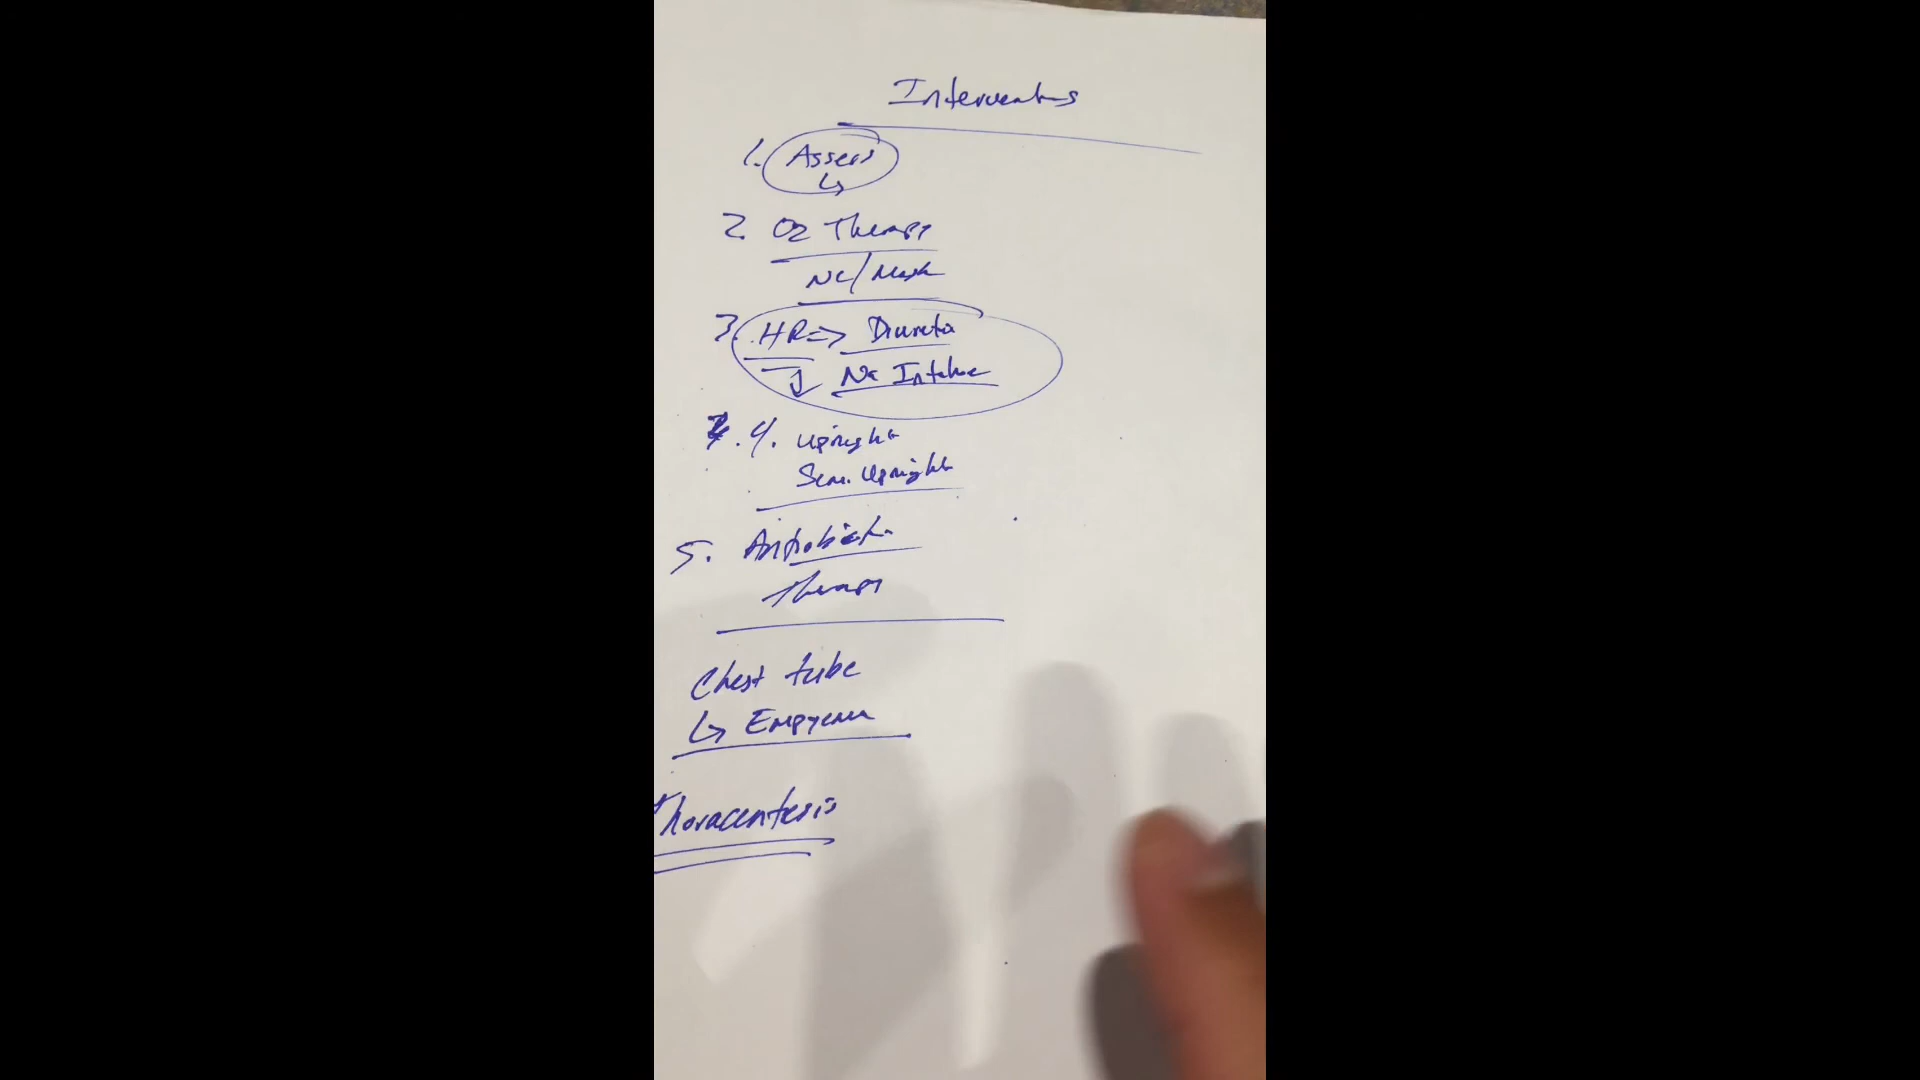 Interventions
1. Assess
↳
2. O2 Therapy
NC/Mask
3. HR => Diuretic
↓ Na Intake
4. Upright
Semi. Upright
5. Antibiotic
Therapy
Chest tube
↳ Empyema
Thoracentesis